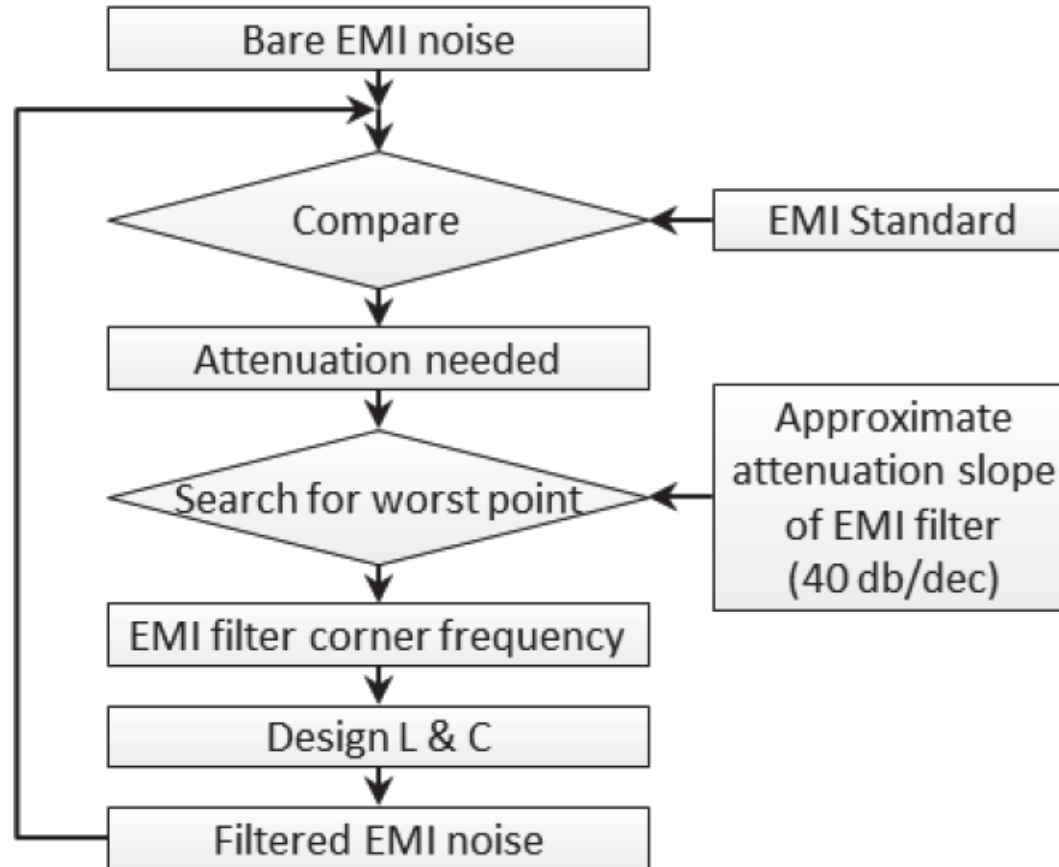 Bare EMI noise
Compare
EMI Standard
Attenuation needed
Search for worst point
Approximate
attenuation slope
of EMI filter
(40 db/dec)
EMI filter corner frequency
Design L & C
Filtered EMI noise